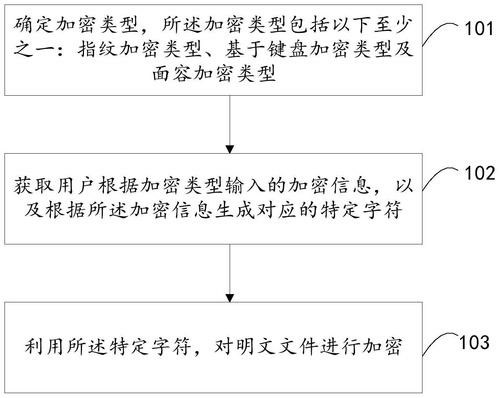 确定加密类型，所述加密类型包括以下至少
之一：指纹加密类型、基于键盘加密类型及
面容加密类型
101
获取用户根据加密类型输入的加密信息，以
及根据所述加密信息生成对应的特定字符
102
利用所述特定字符，对明文文件进行加密
103